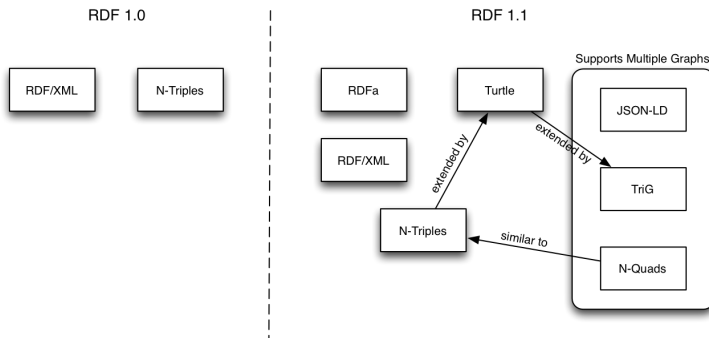 RDF 1.0
RDF 1.1
Supports Multiple Graphs
RDF/XML
N-Triples
RDFa
Turtle
JSON-LD
extended by
extended by
RDF/XML
TriG
N-Triples
similar to
N-Quads